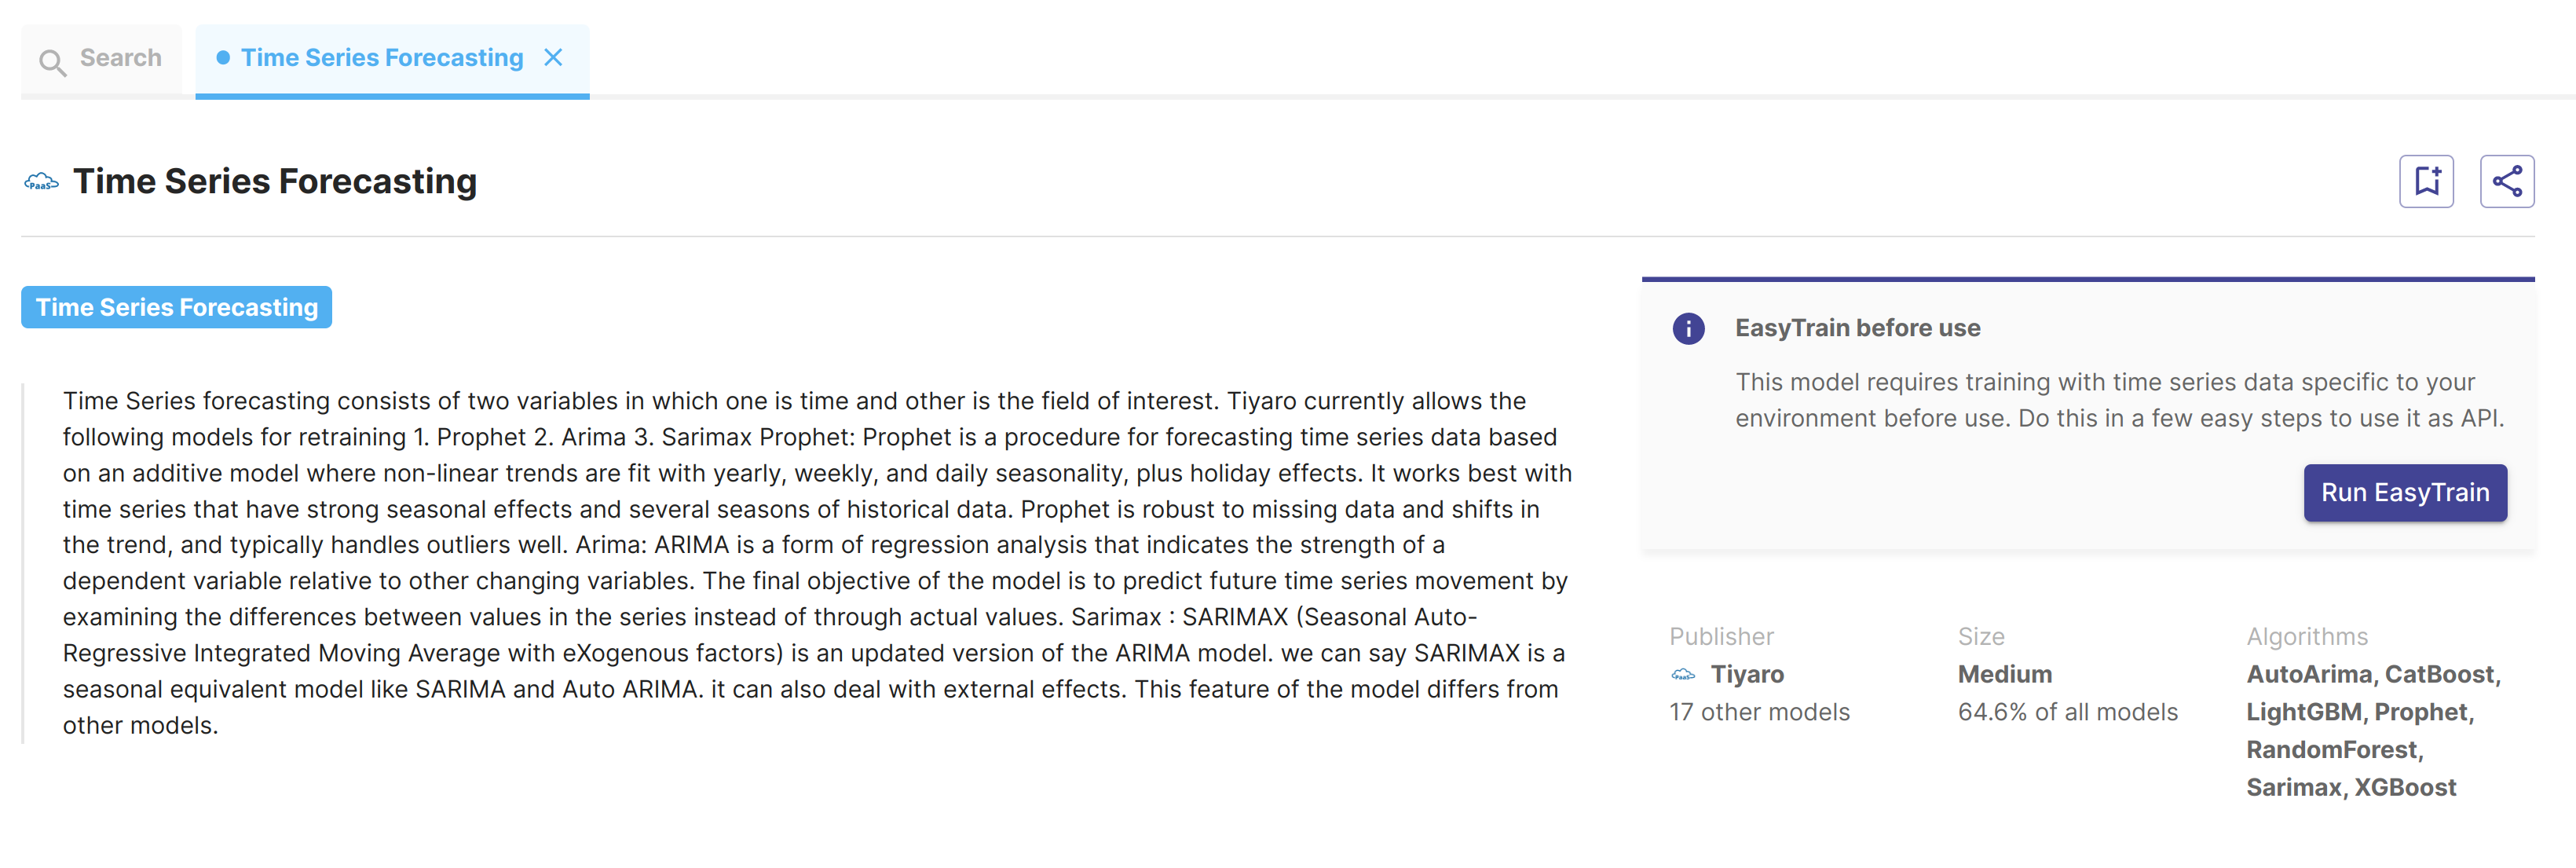 Search
Time Series Forecasting
PaaS Time Series Forecasting
Time Series Forecasting
Time Series forecasting consists of two variables in which one is time and other is the field of interest. Tiyaro currently allows the
following models for retraining 1. Prophet 2. Arima 3. Sarimax Prophet: Prophet is a procedure for forecasting time series data based
on an additive model where non-linear trends are fit with yearly, weekly, and daily seasonality, plus holiday effects. It works best with
time series that have strong seasonal effects and several seasons of historical data. Prophet is robust to missing data and shifts in
the trend, and typically handles outliers well. Arima: ARIMA is a form of regression analysis that indicates the strength of a
dependent variable relative to other changing variables. The final objective of the model is to predict future time series movement by
examining the differences between values in the series instead of through actual values. Sarimax : SARIMAX (Seasonal Auto-
Regressive Integrated Moving Average with eXogenous factors) is an updated version of the ARIMA model. we can say SARIMAX is a
seasonal equivalent model like SARIMA and Auto ARIMA. it can also deal with external effects. This feature of the model differs from
other models.
EasyTrain before use
This model requires training with time series data specific to your
environment before use. Do this in a few easy steps to use it as API.
Run EasyTrain
Publisher
PaaS Tiyaro
17 other models
Size
Medium
64.6% of all models
Algorithms
AutoArima, CatBoost,
LightGBM, Prophet,
RandomForest,
Sarimax, XGBoost